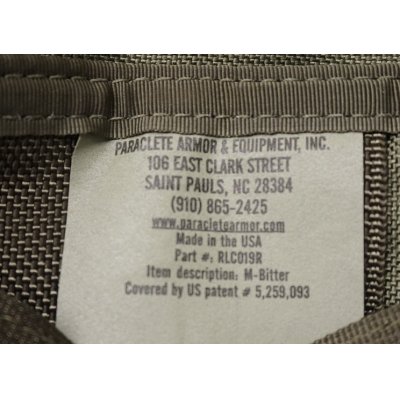 PARACLETE ARMOR & EQUIPMENT, INC.
106 EAST CLARK STREET
SAINT PAULS, NC 28384
(910) 865-2425
www.paracletearmor.com
Made in the USA
Part #: RLC019R
Item description: M-Bitter
Covered by US patent # 5,259,093